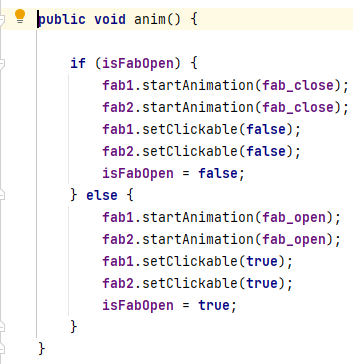 public void anim() {
if (isFabOpen) {
fab1.startAnimation(fab_close);
fab2.startAnimation(fab_close);
fab1.setClickable(false);
fab2.setClickable(false);
isFabOpen = false;
} else {
fab1.startAnimation(fab_open);
fab2.startAnimation(fab_open);
fab1.setClickable(true);
fab2.setClickable(true);
isFabOpen = true;
}
}